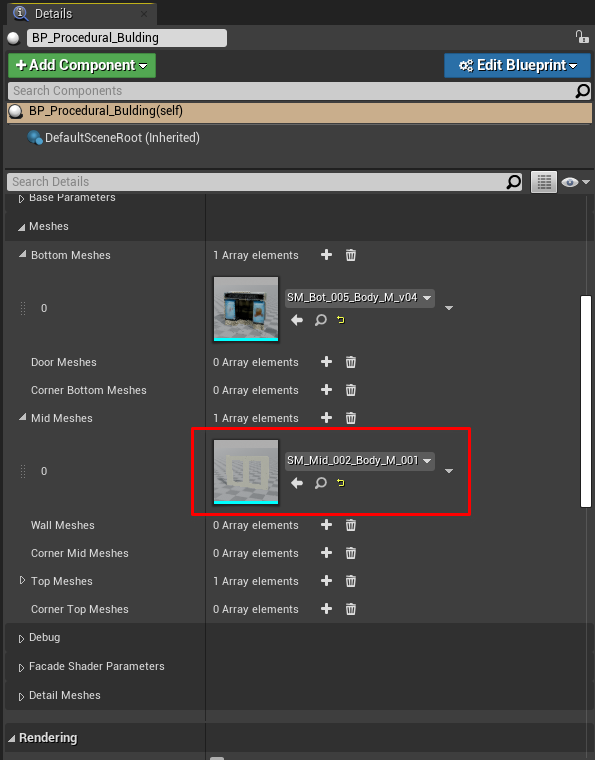 Details
BP_Procedural_Bulding
Add Component
Edit Blueprint
Search Components
BP_Procedural_Bulding(self)
DefaultSceneRoot (Inherited)
Search Details
Base Parameters
Meshes
Bottom Meshes 1 Array elements
0 SM_Bot_005_Body_M_v04
Door Meshes 0 Array elements
Corner Bottom Meshes 0 Array elements
Mid Meshes 1 Array elements
0 SM_Mid_002_Body_M_001
Wall Meshes 0 Array elements
Corner Mid Meshes 0 Array elements
Top Meshes 1 Array elements
Corner Top Meshes 0 Array elements
Debug
Facade Shader Parameters
Detail Meshes
Rendering